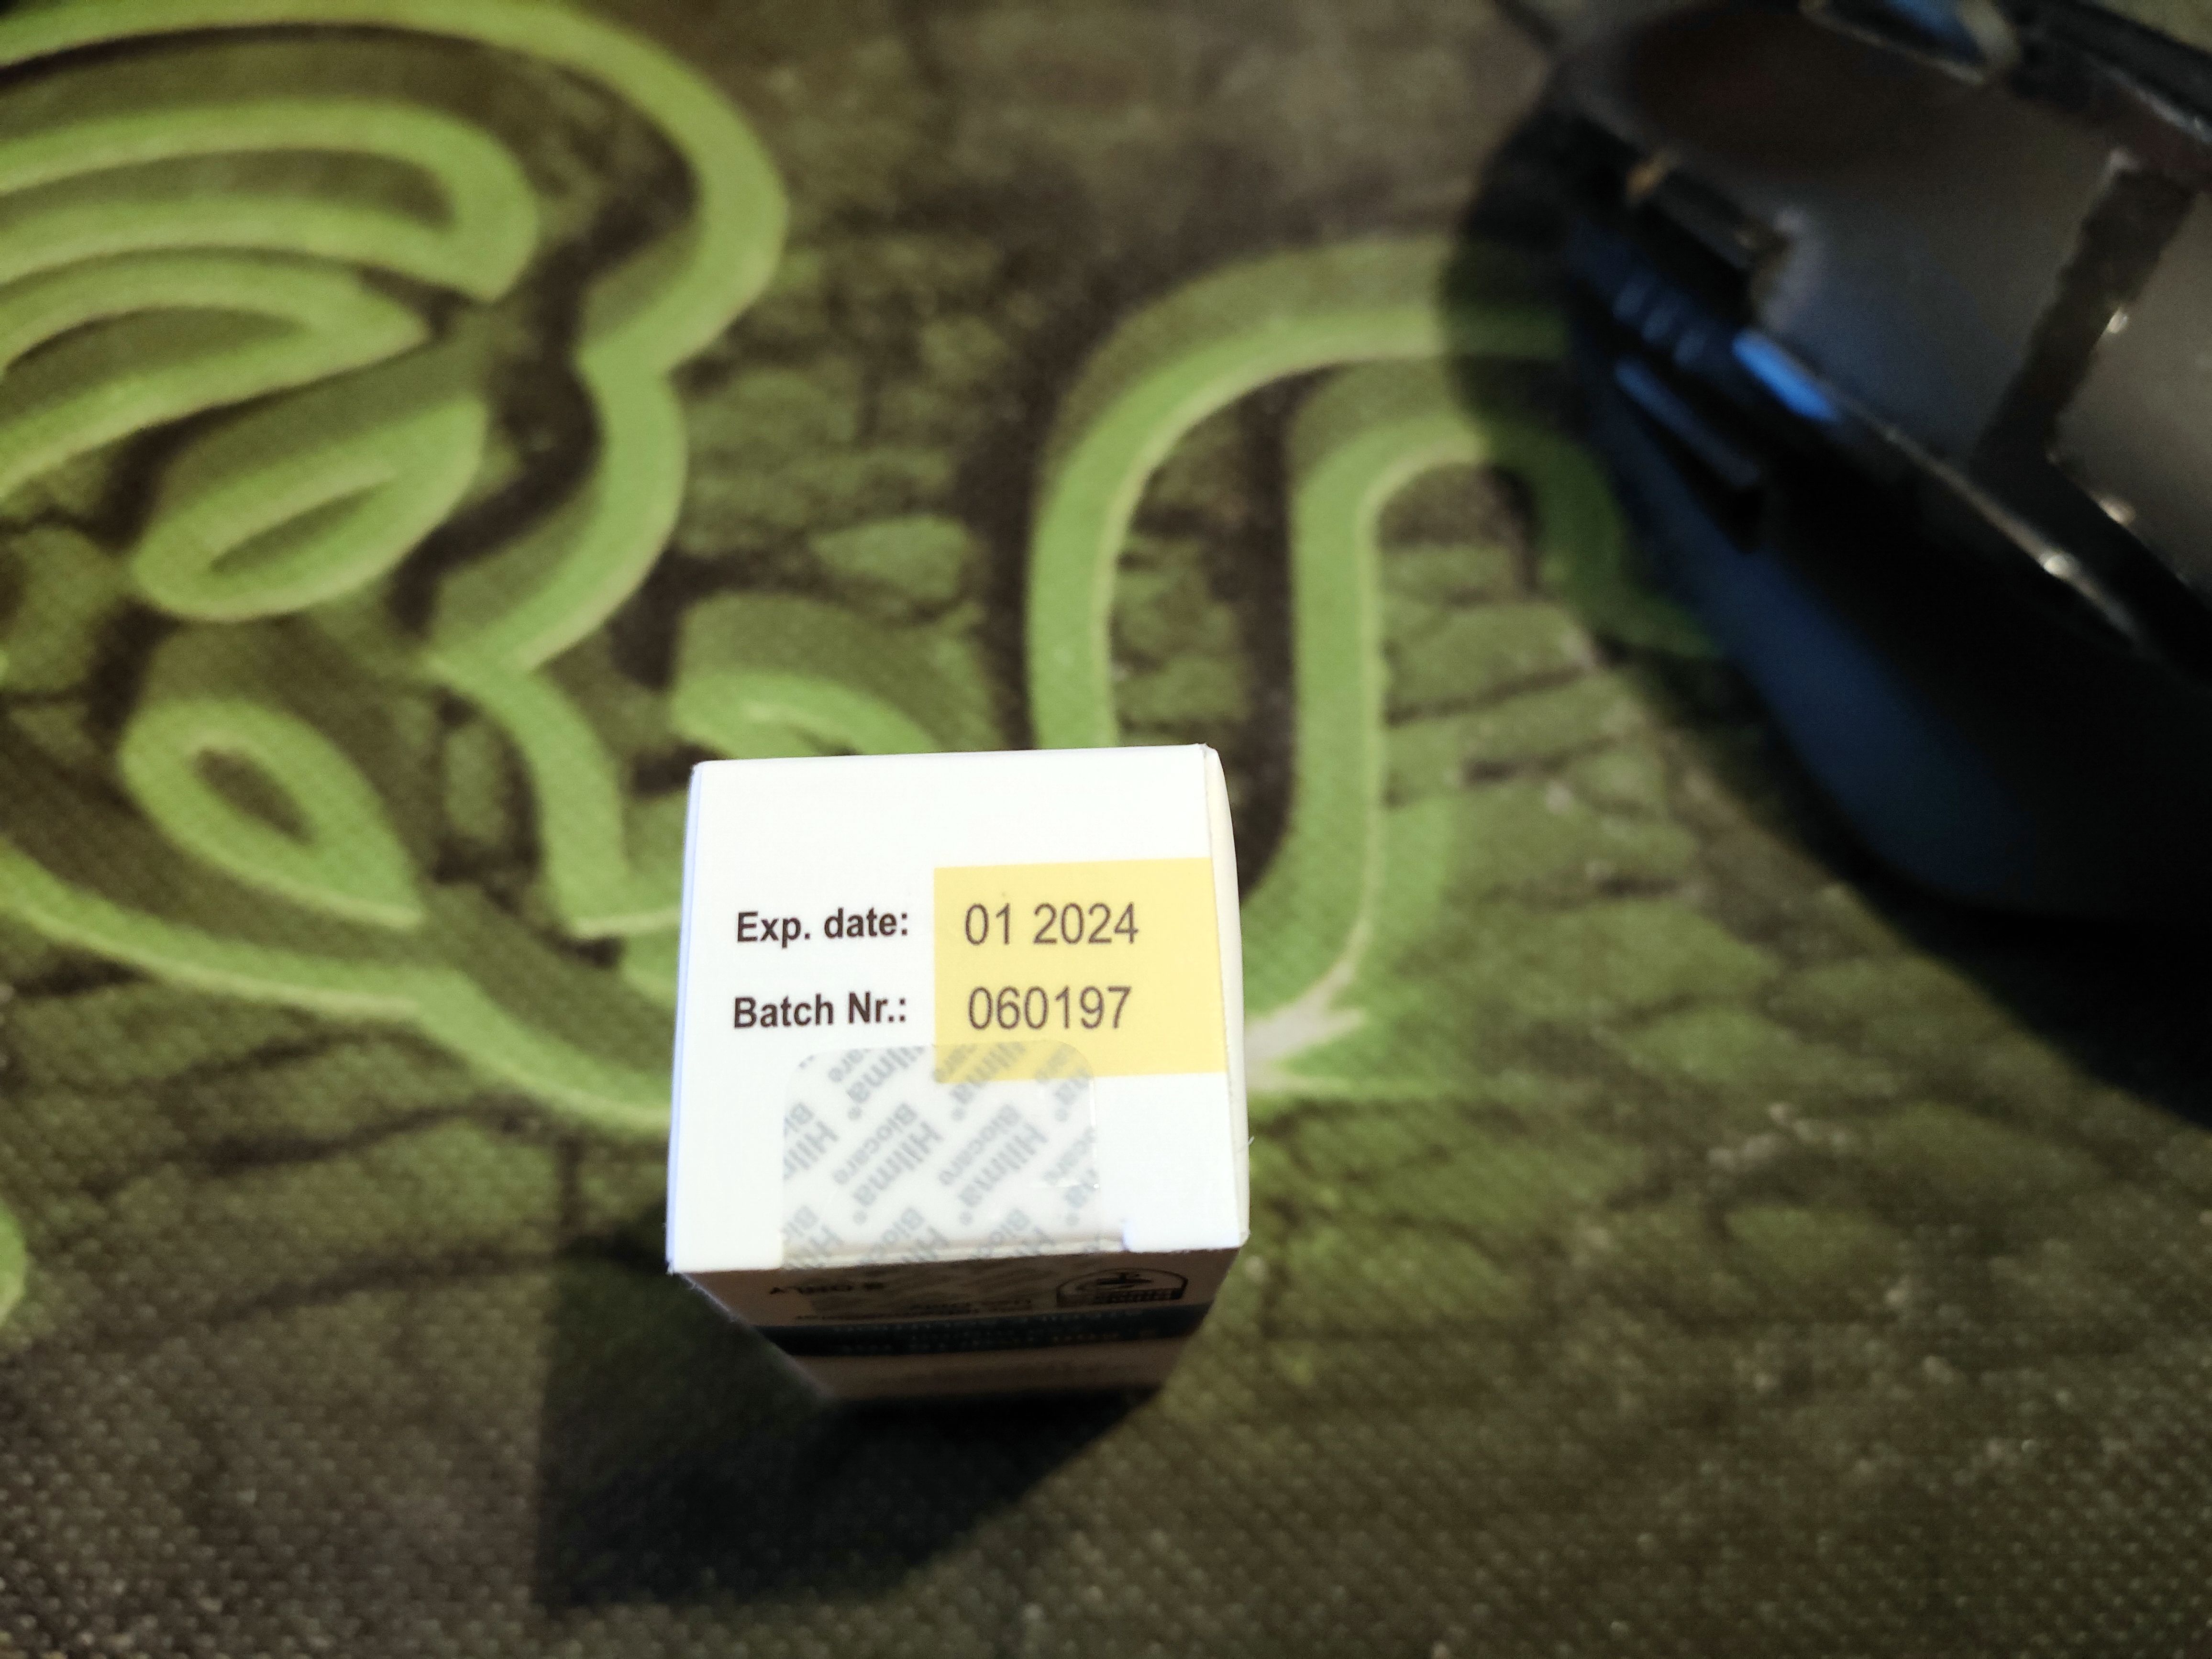 Exp. date: 01 2024
Batch Nr.: 060197
Hilma® Biocare